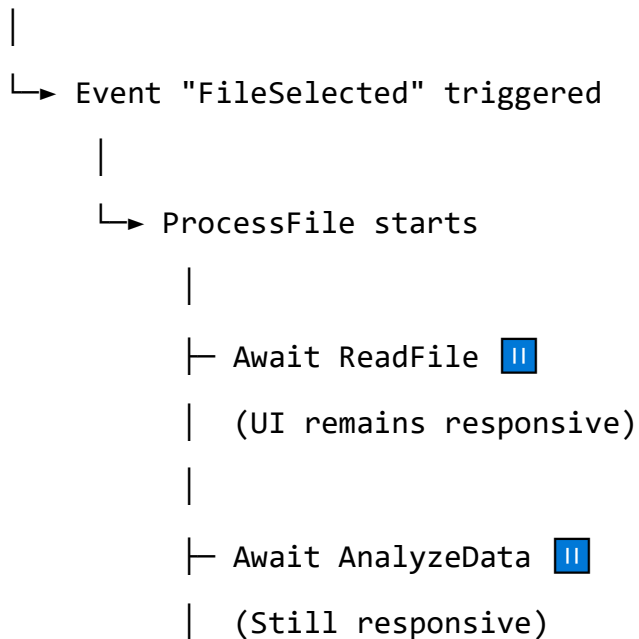 │
└─► Event "FileSelected" triggered
│
└─► ProcessFile starts
│
├─ Await ReadFile ⏸️
│ (UI remains responsive)
│
├─ Await AnalyzeData ⏸️
│ (Still responsive)